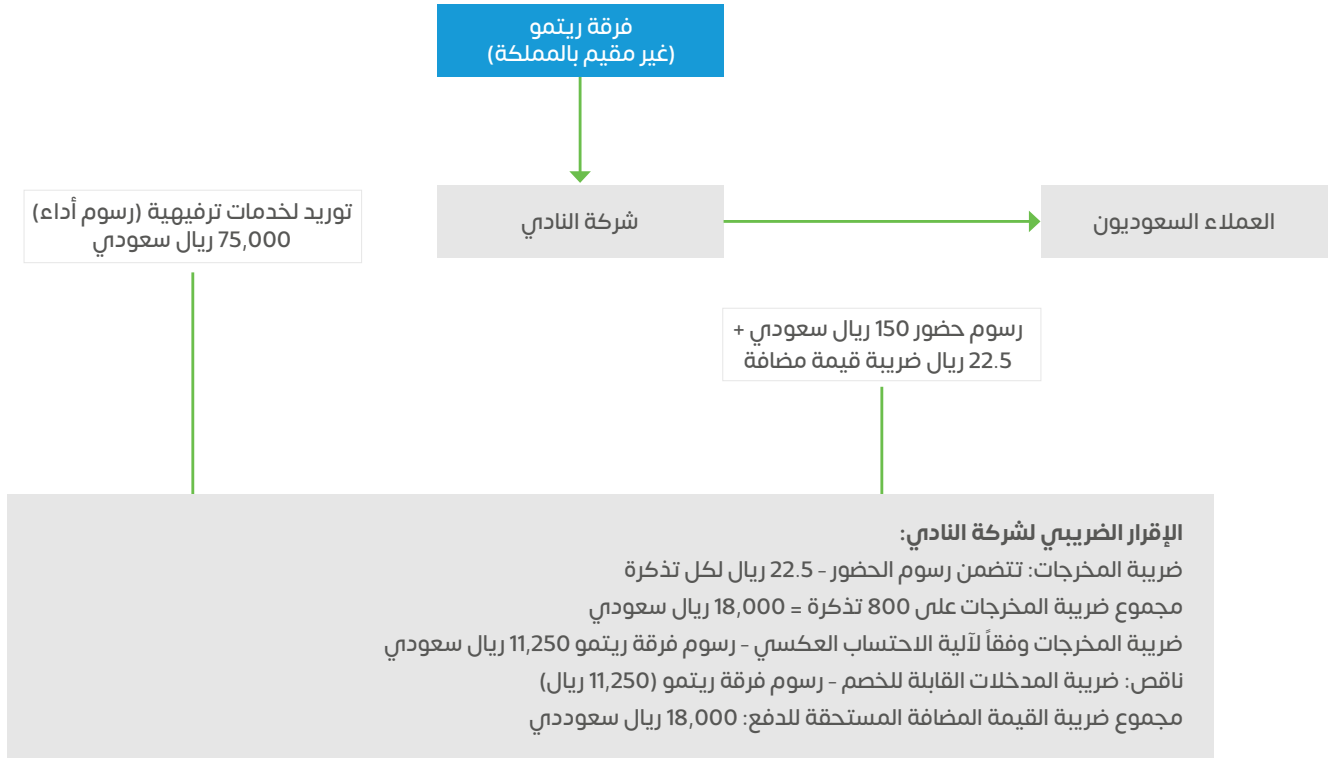 فرقة ريتمو
(غير مقيم بالمملكة)
توريد لخدمات ترفيهية (رسوم أداء)
75,000 ريال سعودي
شركة النادي
العملاء السعوديون
رسوم حضور 150 ريال سعودي +
22.5 ريال ضريبة قيمة مضافة
الإقرار الضريبي لشركة النادي:
ضريبة المخرجات: تتضمن رسوم الحضور - 22.5 ريال لكل تذكرة
مجموع ضريبة المخرجات على 800 تذكرة = 18,000 ريال سعودي
ضريبة المخرجات وفقاً لآلية الاحتساب العكسي - رسوم فرقة ريتمو 11,250 ريال سعودي
ناقص: ضريبة المدخلات القابلة للخصم - رسوم فرقة ريتمو (11,250 ريال)
مجموع ضريبة القيمة المضافة المستحقة للدفع: 18,000 ريال سعوددي